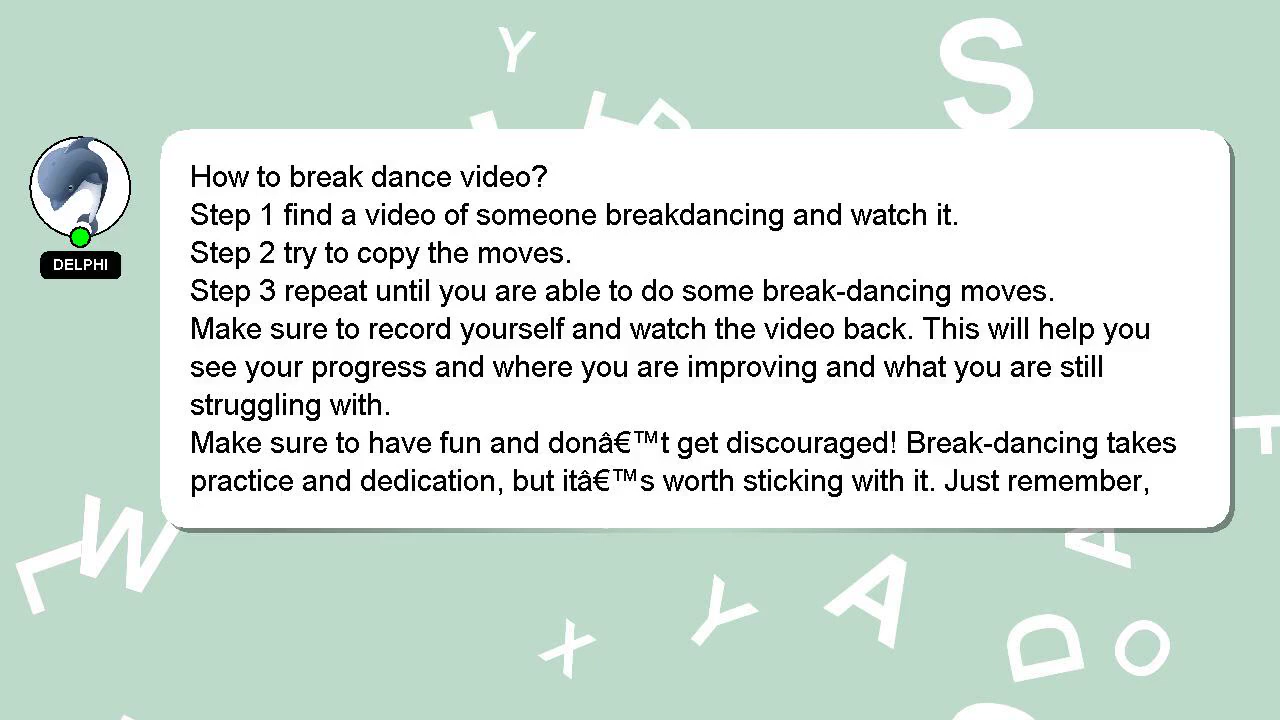 Y
S
DELPHI
How to break dance video?
Step 1 find a video of someone breakdancing and watch it.
Step 2 try to copy the moves.
Step 3 repeat until you are able to do some break-dancing moves.
Make sure to record yourself and watch the video back. This will help you
see your progress and where you are improving and what you are still
struggling with.
Make sure to have fun and donâ€™t get discouraged! Break-dancing takes
practice and dedication, but itâ€™s worth sticking with it. Just remember,
L
W
X
Y
A
A
D
O